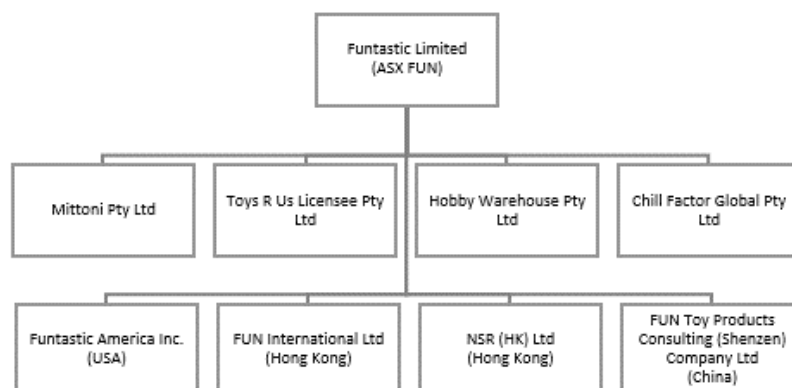 Funtastic Limited
(ASX FUN)
Mittoni Pty Ltd
Toys R Us Licensee Pty
Ltd
Hobby Warehouse Pty
Ltd
Chill Factor Global Pty
Ltd
Funtastic America Inc.
(USA)
FUN International Ltd
(Hong Kong)
NSR (HK) Ltd
(Hong Kong)
FUN Toy Products
Consulting (Shenzen)
Company Ltd
(China)